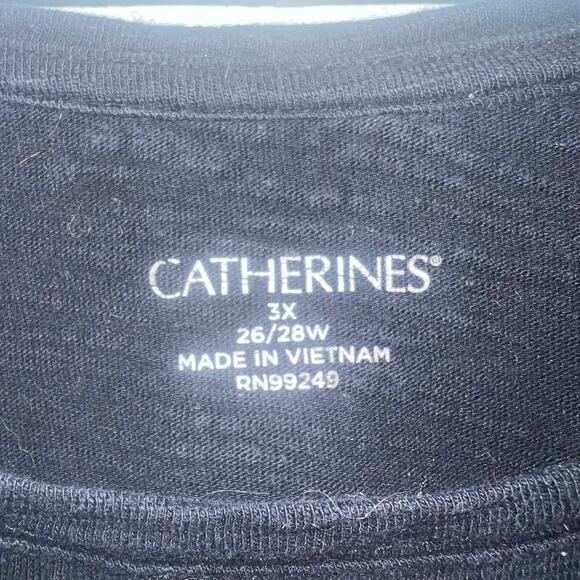 CATHERINES®
3X
26/28W
MADE IN VIETNAM
RN99249